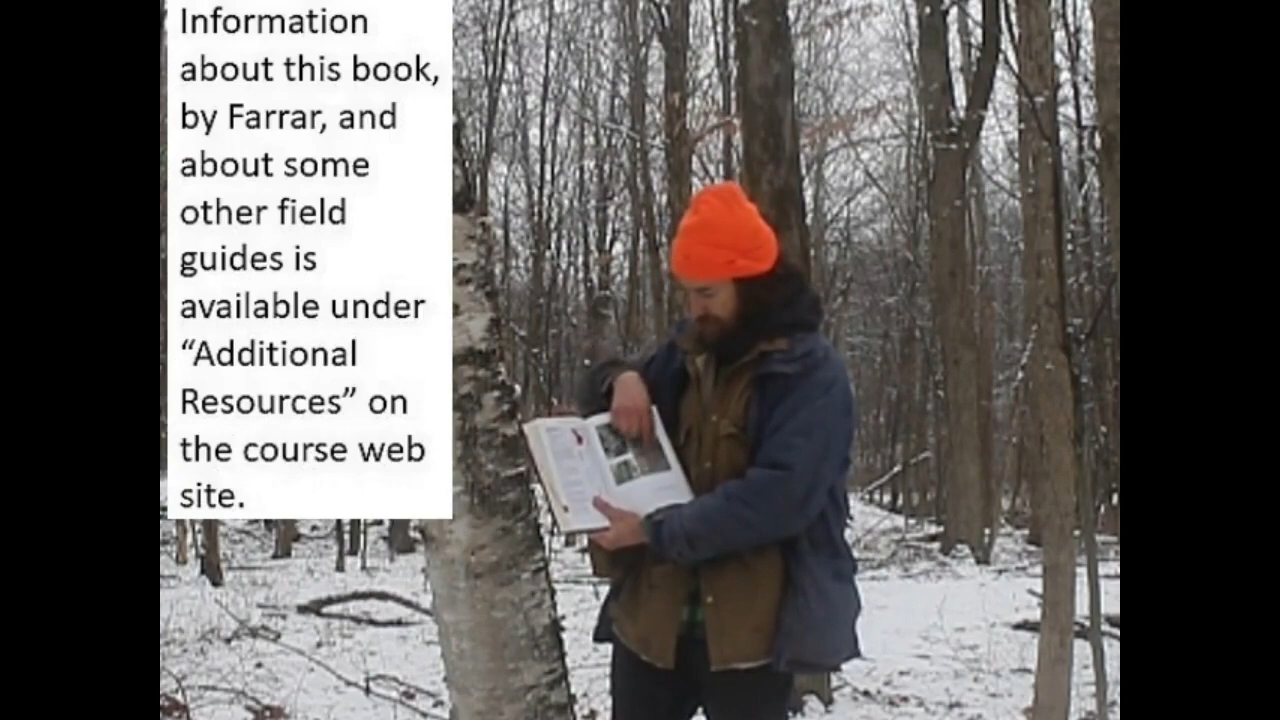 Information
about this book,
by Farrar, and
about some
other field
guides is
available under
“Additional
Resources” on
the course web
site.